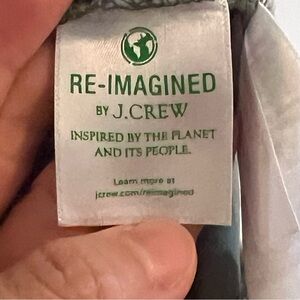 RE-IMAGINED
BY J.CREW
INSPIRED BY THE PLANET
AND ITS PEOPLE.
Learn more at
jcrew.com/reimagined